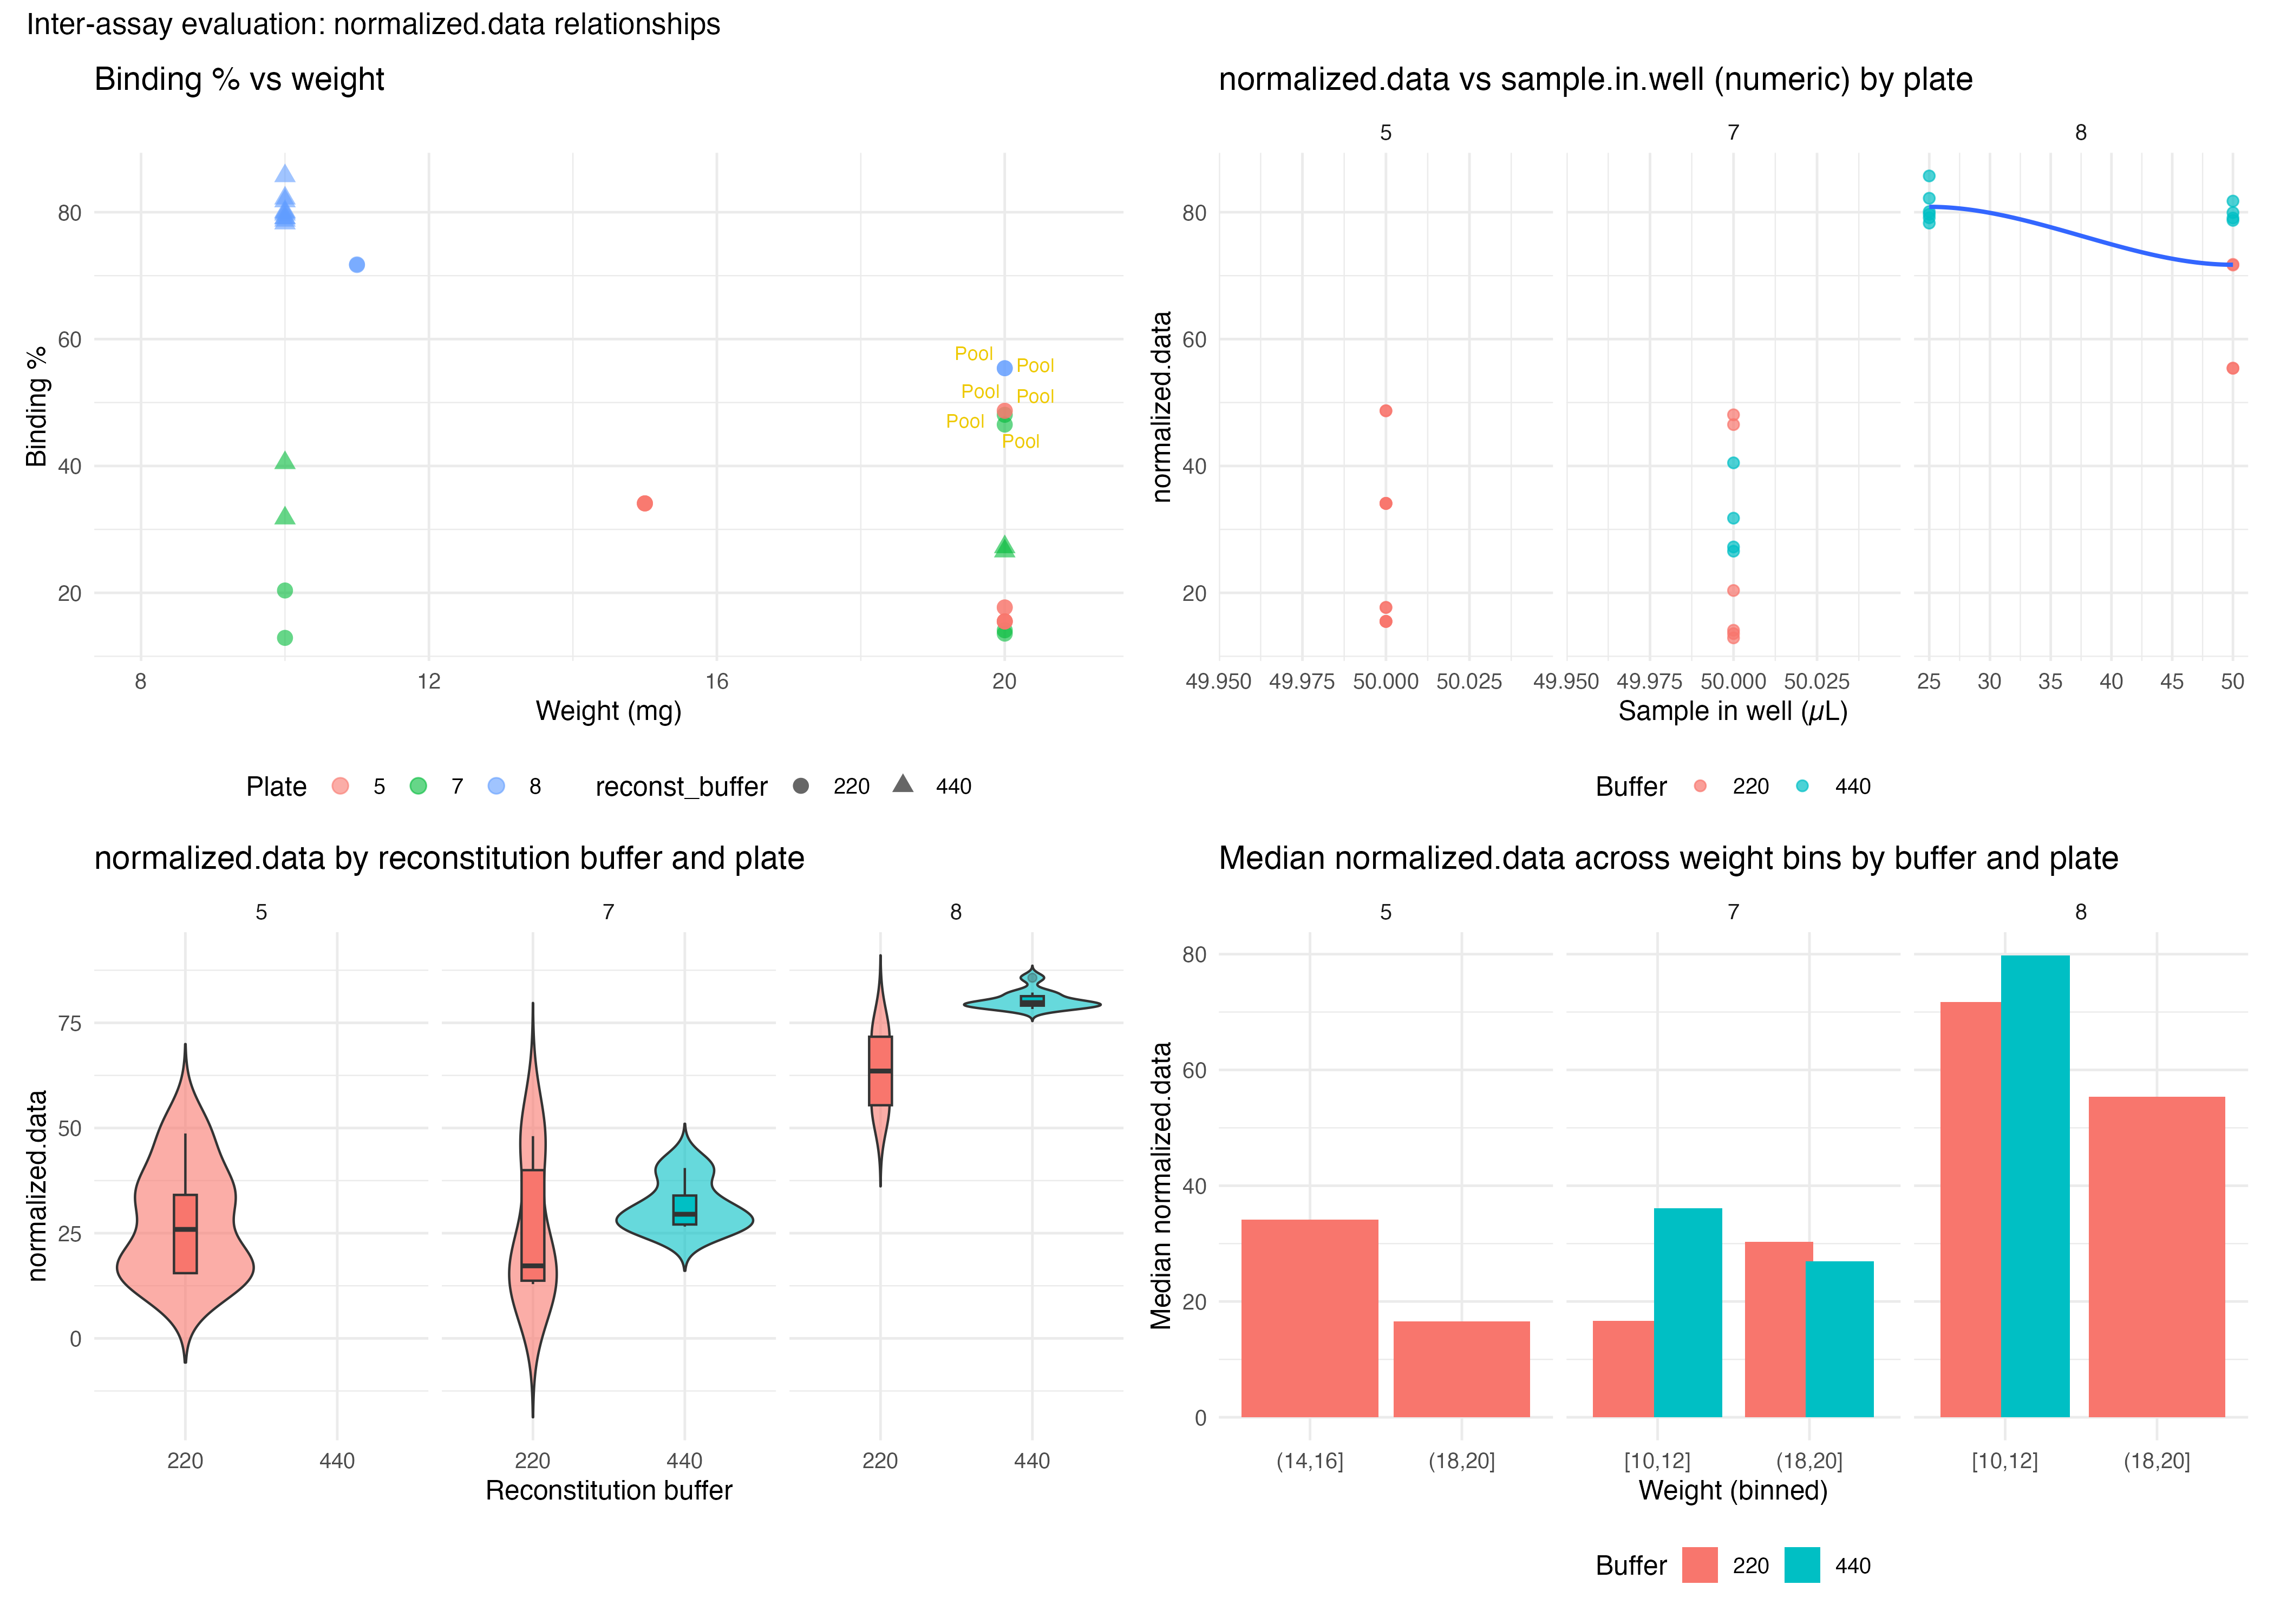 Inter-assay evaluation: normalized.data relationships
Binding % vs weight
80
60
40
20
Binding %
Pool
Pool
Pool
Pool
Pool
Pool
8 12 16 20
Weight (mg)
Plate 5 7 8 reconst_buffer 220 440
normalized.data vs sample.in.well (numeric) by plate
5 7 8
80
60
40
20
normalized.data
49.950 49.975 50.000 50.025 49.950 49.975 50.000 50.025 25 30 35 40 45 50
Sample in well (µL)
Buffer 220 440
normalized.data by reconstitution buffer and plate
5 7 8
75
50
25
0
normalized.data
220 440 220 440 220 440
Reconstitution buffer
Median normalized.data across weight bins by buffer and plate
5 7 8
80
60
40
20
0
Median normalized.data
(14,16] (18,20] [10,12] (18,20] [10,12] (18,20]
Weight (binned)
Buffer 220 440